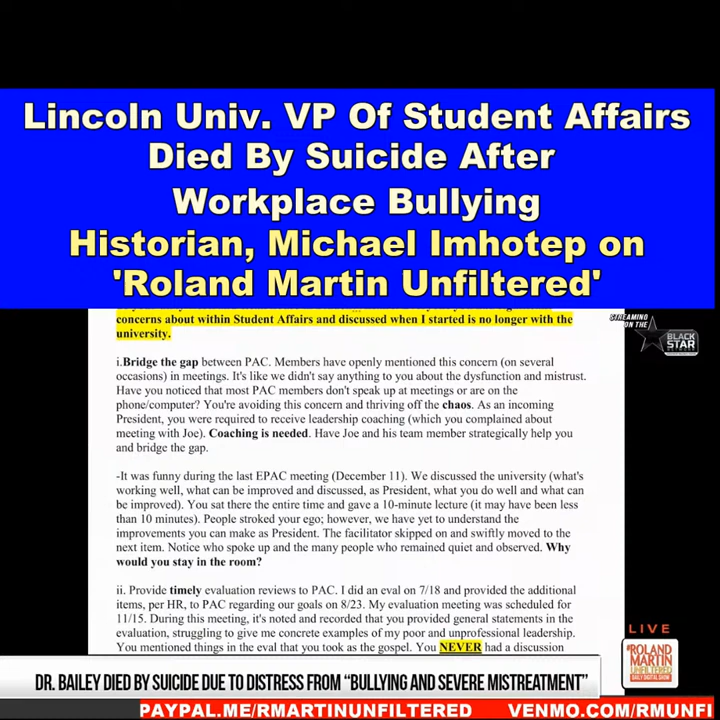 Lincoln Univ. VP Of Student Affairs
Died By Suicide After
Workplace Bullying
Historian, Michael Imhotep on
'Roland Martin Unfiltered'
concerns about within Student Affairs and discussed when I started is no longer with the
university.
STREAMING
ON THE
BLACK
STAR
i.Bridge the gap between PAC. Members have openly mentioned this concern (on several
occasions) in meetings. It's like we didn't say anything to you about the dysfunction and mistrust.
Have you noticed that most PAC members don't speak up at meetings or are on the
phone/computer? You're avoiding this concern and thriving off the chaos. As an incoming
President, you were required to receive leadership coaching (which you complained about
meeting with Joe). Coaching is needed. Have Joe and his team member strategically help you
and bridge the gap.
-It was funny during the last EPAC meeting (December 11). We discussed the university (what's
working well, what can be improved and discussed, as President, what you do well and what can
be improved). You sat there the entire time and gave a 10-minute lecture (it may have been less
than 10 minutes). People stroked your ego; however, we have yet to understand the
improvements you can make as President. The facilitator skipped on and swiftly moved to the
next item. Notice who spoke up and the many people who remained quiet and observed. Why
would you stay in the room?
ii. Provide timely evaluation reviews to PAC. I did an eval on 7/18 and provided the additional
items, per HR, to PAC regarding our goals on 8/23. My evaluation meeting was scheduled for
11/15. During this meeting, it's noted and recorded that you provided general statements in the
evaluation, struggling to give me concrete examples of my poor and unprofessional leadership.
You mentioned things in the eval that you took as the gospel. You NEVER had a discussion
LIVE
#ROLAND
MARTIN
UNFILTERED
DAILY DIGITAL SHOW
DR. BAILEY DIED BY SUICIDE DUE TO DISTRESS FROM “BULLYING AND SEVERE MISTREATMENT”
PAYPAL.ME/RMARTINUNFILTERED VENMO.COM/RMUNFI